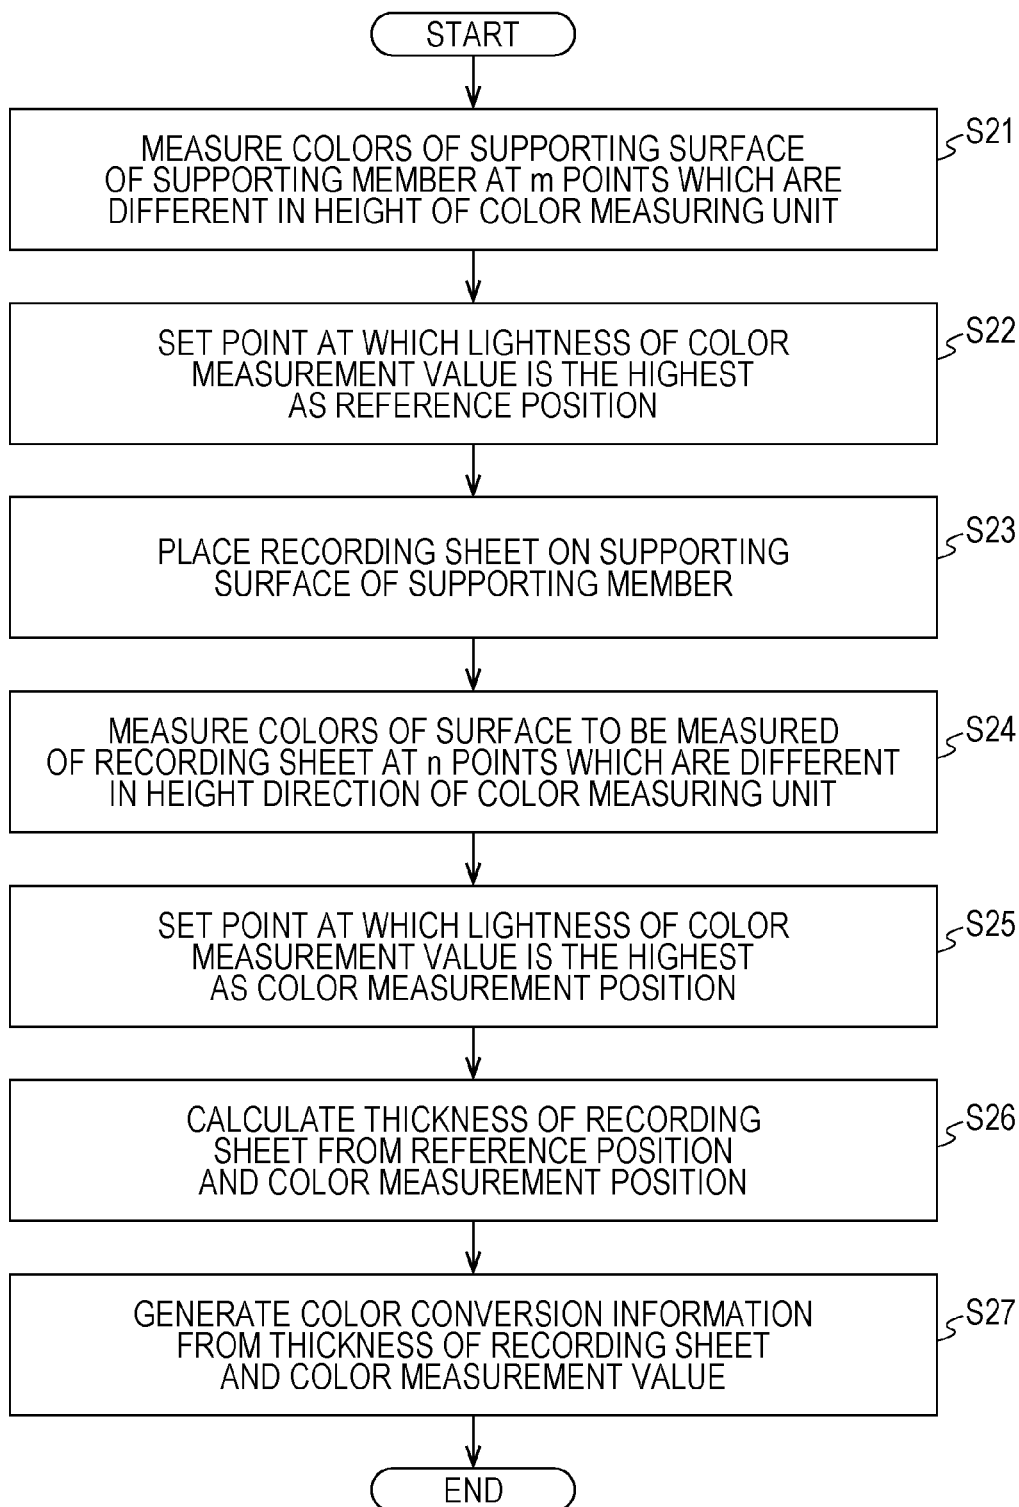 START
S21
MEASURE COLORS OF SUPPORTING SURFACE
OF SUPPORTING MEMBER AT m POINTS WHICH ARE
DIFFERENT IN HEIGHT OF COLOR MEASURING UNIT
S22
SET POINT AT WHICH LIGHTNESS OF COLOR
MEASUREMENT VALUE IS THE HIGHEST
AS REFERENCE POSITION
S23
PLACE RECORDING SHEET ON SUPPORTING
SURFACE OF SUPPORTING MEMBER
S24
MEASURE COLORS OF SURFACE TO BE MEASURED
OF RECORDING SHEET AT n POINTS WHICH ARE DIFFERENT
IN HEIGHT DIRECTION OF COLOR MEASURING UNIT
S25
SET POINT AT WHICH LIGHTNESS OF COLOR
MEASUREMENT VALUE IS THE HIGHEST
AS COLOR MEASUREMENT POSITION
S26
CALCULATE THICKNESS OF RECORDING
SHEET FROM REFERENCE POSITION
AND COLOR MEASUREMENT POSITION
S27
GENERATE COLOR CONVERSION INFORMATION
FROM THICKNESS OF RECORDING SHEET
AND COLOR MEASUREMENT VALUE
END